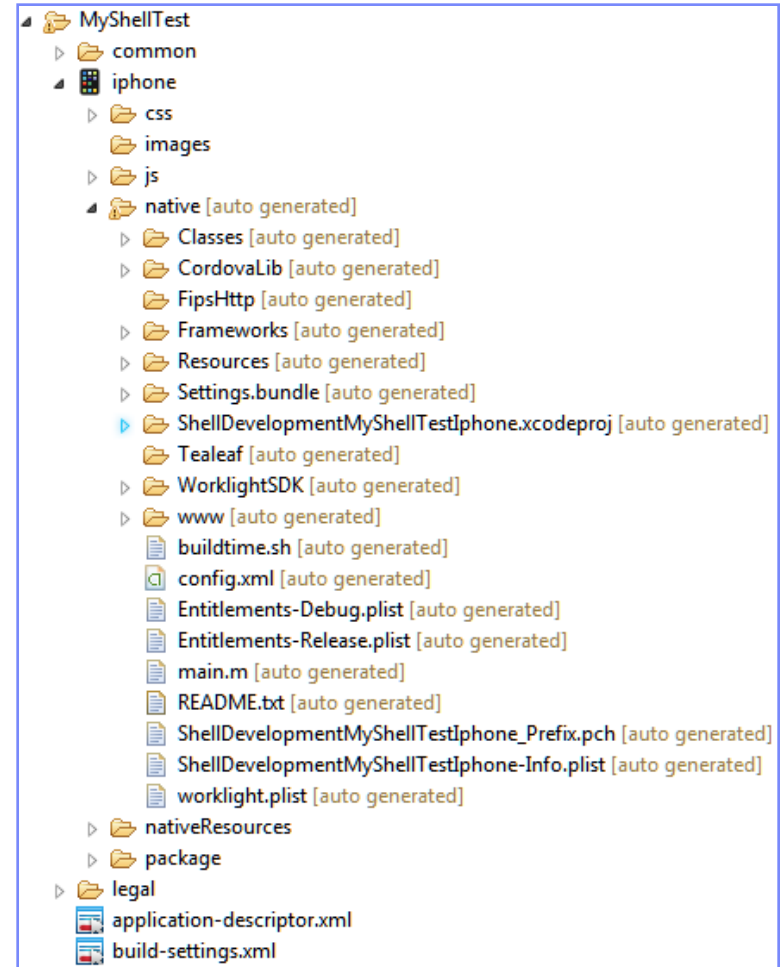 MyShellTest
common
iphone
css
images
js
native [auto generated]
Classes [auto generated]
CordovaLib [auto generated]
FipsHttp [auto generated]
Frameworks [auto generated]
Resources [auto generated]
Settings.bundle [auto generated]
ShellDevelopmentMyShellTestIphone.xcodeproj [auto generated]
Tealeaf [auto generated]
WorklightSDK [auto generated]
www [auto generated]
buildtime.sh [auto generated]
config.xml [auto generated]
Entitlements-Debug.plist [auto generated]
Entitlements-Release.plist [auto generated]
main.m [auto generated]
README.txt [auto generated]
ShellDevelopmentMyShellTestIphone_Prefix.pch [auto generated]
ShellDevelopmentMyShellTestIphone-Info.plist [auto generated]
worklight.plist [auto generated]
nativeResources
package
legal
application-descriptor.xml
build-settings.xml